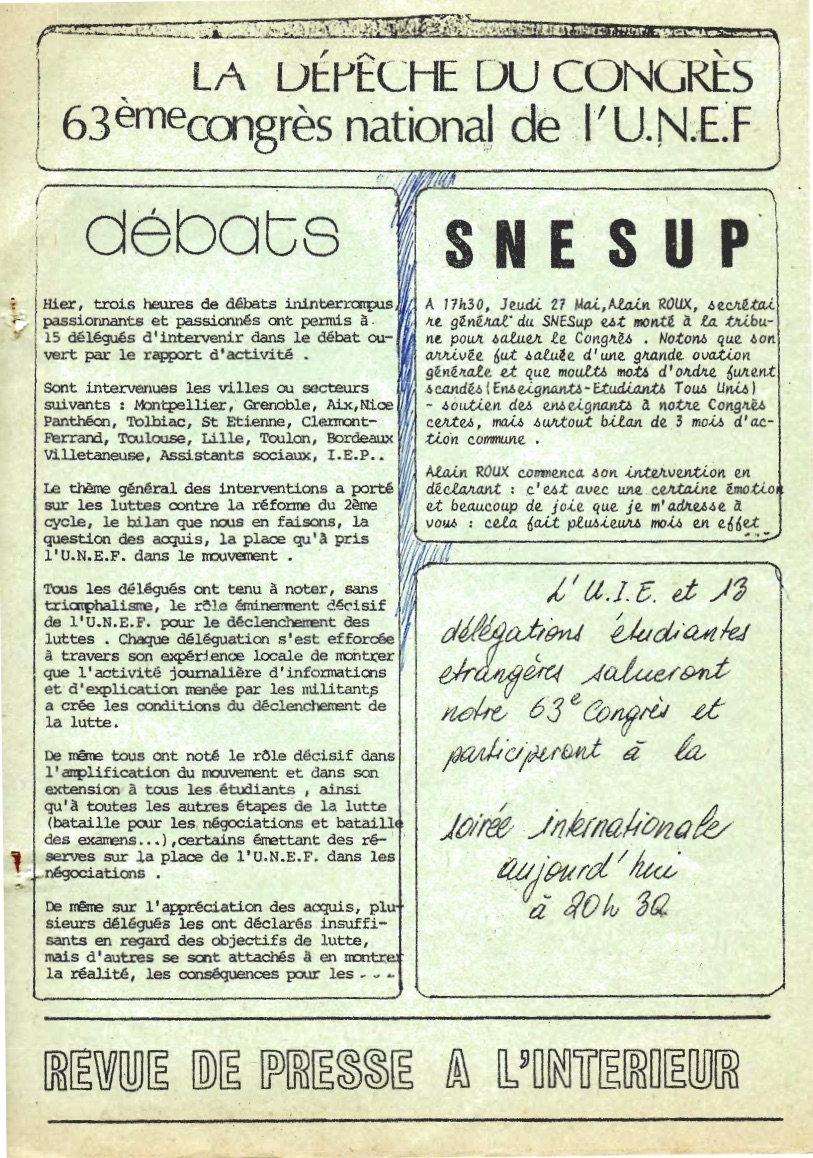 LA DÉPÊCHE DU CONGRÈS
63ème congrès national de l'U.N.E.F
débats
Hier, trois heures de débats ininterrompus,
passionnants et passionnés ont permis à
15 délégués d'intervenir dans le débat ou-
vert par le rapport d'activité .
Sont intervenues les villes ou secteurs
suivants : Montpellier, Grenoble, Aix,Nice
Panthéon, Tolbiac, St Etienne, Clermont-
Ferrand, Toulouse, Lille, Toulon, Bordeaux
Villetaneuse, Assistants sociaux, I.E.P..
Le thème général des interventions a porté
sur les luttes contre la réforme du 2ème
cycle, le bilan que nous en faisons, la
question des acquis, la place qu'à pris
l'U.N.E.F. dans le mouvement .
Tous les délégués ont tenu à noter, sans
triomphalisme, le rôle éminemment décisif
de l'U.N.E.F. pour le déclenchement des
luttes . Chaque déléguation s'est efforcée
à travers son expérience locale de montrer
que l'activité journalière d'informations
et d'explication menée par les militants
a crée les conditions du déclenchement de
la lutte.
De même tous ont noté le rôle décisif dans
l'amplification du mouvement et dans son
extension à tous les étudiants , ainsi
qu'à toutes les autres étapes de la lutte
(bataille pour les négociations et bataille
des examens...),certains émettant des ré-
serves sur la place de l'U.N.E.F. dans les
négociations .
De même sur l'appréciation des acquis, plu-
sieurs délégués les ont déclarés insuffi-
sants en regard des objectifs de lutte,
mais d'autres se sont attachés à en montrer
la réalité, les conséquences pour les ...
SNESUP
A 17h30, Jeudi 27 Mai,Alain ROUX, secrétai
re général du SNESup est monté à la tribu-
ne pour saluer le Congrès . Notons que son
arrivée fut saluée d'une grande ovation
générale et que moults mots d'ordre furent
scandés(Enseignants-Etudiants Tous Unis)
- soutien des enseignants à notre Congrès
certes, mais surtout bilan de 3 mois d'ac-
tion commune .
Alain ROUX commenca son intervention en
déclarant : c'est avec une certaine émotion
et beaucoup de joie que je m'adresse à
vous : cela fait plusieurs mois en effet
...
L'U.I.E. et 13
délégations étudiantes
etrangères salueront
notre 63e Congrès et
participeront à la
soirée internationale
aujourd'hui
à 20h 30
REVUE DE PRESSE A L'INTERIEUR